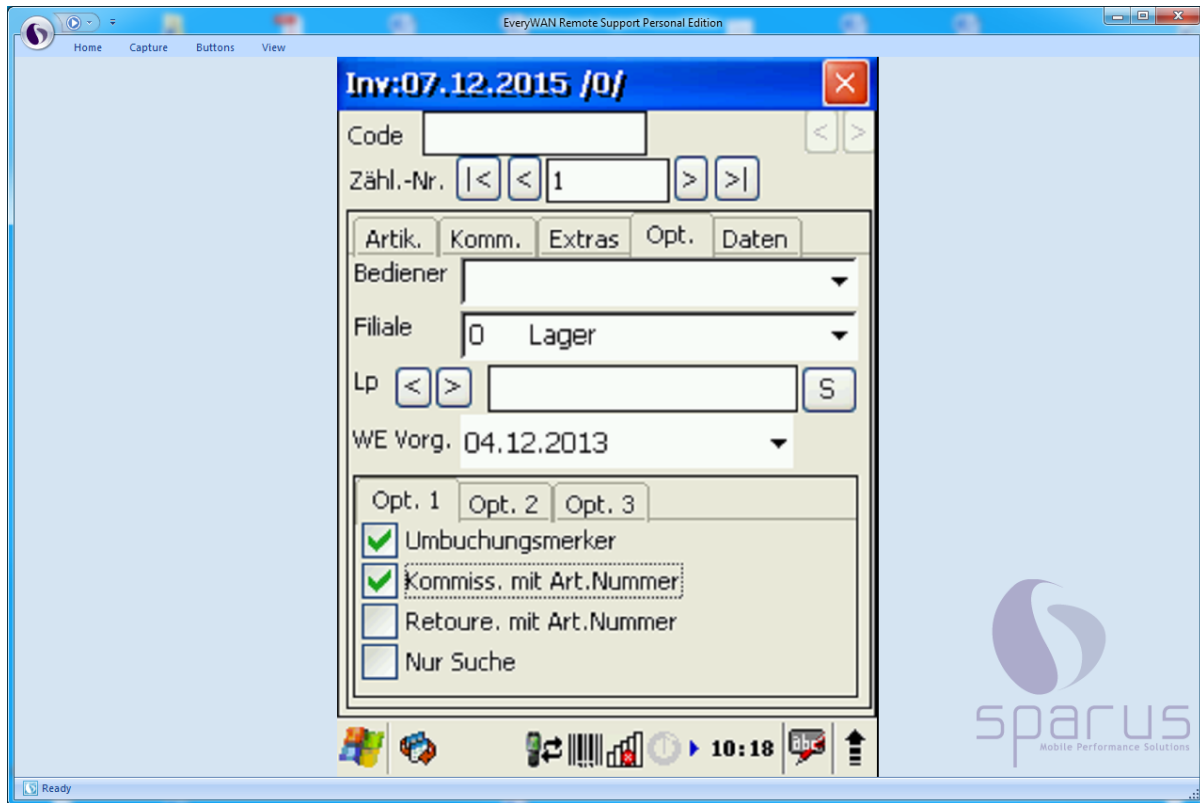 EveryWAN Remote Support Personal Edition
Home Capture Buttons View
Inv:07.12.2015 /0/
Code < >
Zähl.-Nr. |< < 1 > >|
Artik. Komm. Extras Opt. Daten
Bediener
Filiale 0 Lager
Lp < > S
WE Vorg. 04.12.2013
Opt. 1 Opt. 2 Opt. 3
Umbuchungsmerker
Kommiss. mit Art.Nummer
Retoure. mit Art.Nummer
Nur Suche
sparus
Mobile Performance Solutions
10:18 abc
Ready